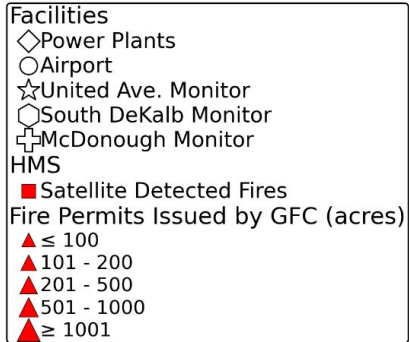 Facilities
Power Plants
Airport
United Ave. Monitor
South DeKalb Monitor
McDonough Monitor
HMS
Satellite Detected Fires
Fire Permits Issued by GFC (acres)
≤ 100
101 - 200
201 - 500
501 - 1000
≥ 1001